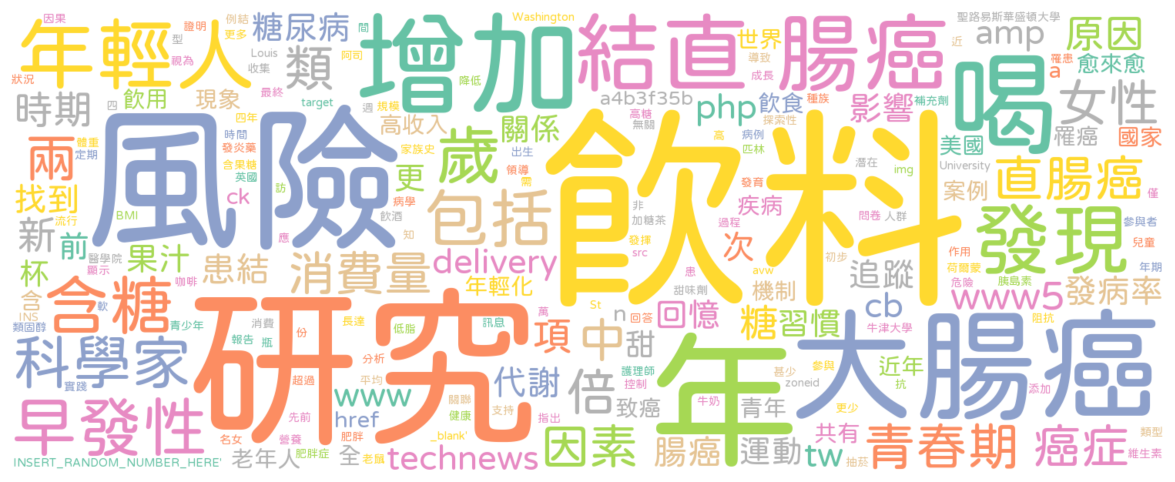 因果
例結
更多
Washington
聖路易斯華盛頓大學
近
年輕人
糖尿病
增加
結直腸癌
世界
amp
原因
型
視為
Louis
收集
間
阿司
降低
導致
成長
罹患
a
愈來愈
狀況
類
最終
target
時期
四
飲用
現象
週
規模
a4b3f35b
php
飲食
種族
影響
補充劑
喝
女性
四年
高收入
關係
高糖
無關
探索性
高
兩
體重
定期
時間
發炎藥
含果糖
英國
家族史
出生
領導
歲
更
病例
匹林
美國
潛在
University
img
罹癌
國家
風險
飲料
找到
BMI
流行
ck
訪
應
病學
飲酒
知
需
包括
非
加糖茶
過程
發育
疾病
問卷
人群
案例
直腸癌
僅
新
前
醫學院
顯示
果汁
患結
消費量
delivery
年輕化
發揮
src
患
次
初步
追蹤
作用
荷爾蒙
危險
胰島素
發現
參與者
兒童
年期
杯
含
INS
咖啡
軟
類固醇
含糖
avw
甜味劑
機制
cb
www5
發病率
St
n
回憶
糖
習慣
牛津大學
阻抗
萬
回答
青少年
消費
瓶
報告
份
長達
低脂
訊息
研究
項
中
甜
年
大腸癌
科學家
實踐
超過
分析
平均
www
代謝
護理師
控制
倍
致癌
甚少
zoneid
青年
參與
近年
抗
添加
早發性
先前
href
關聯
健康
支持
指出
牛奶
更少
類型
名女
營養
肥胖
_blank'
因素
腸癌
運動
共有
tw
青春期
癌症
INSERT_RANDOM_NUMBER_HERE'
老年人
肥胖症
全
老鼠
technews
抽菸
維生素